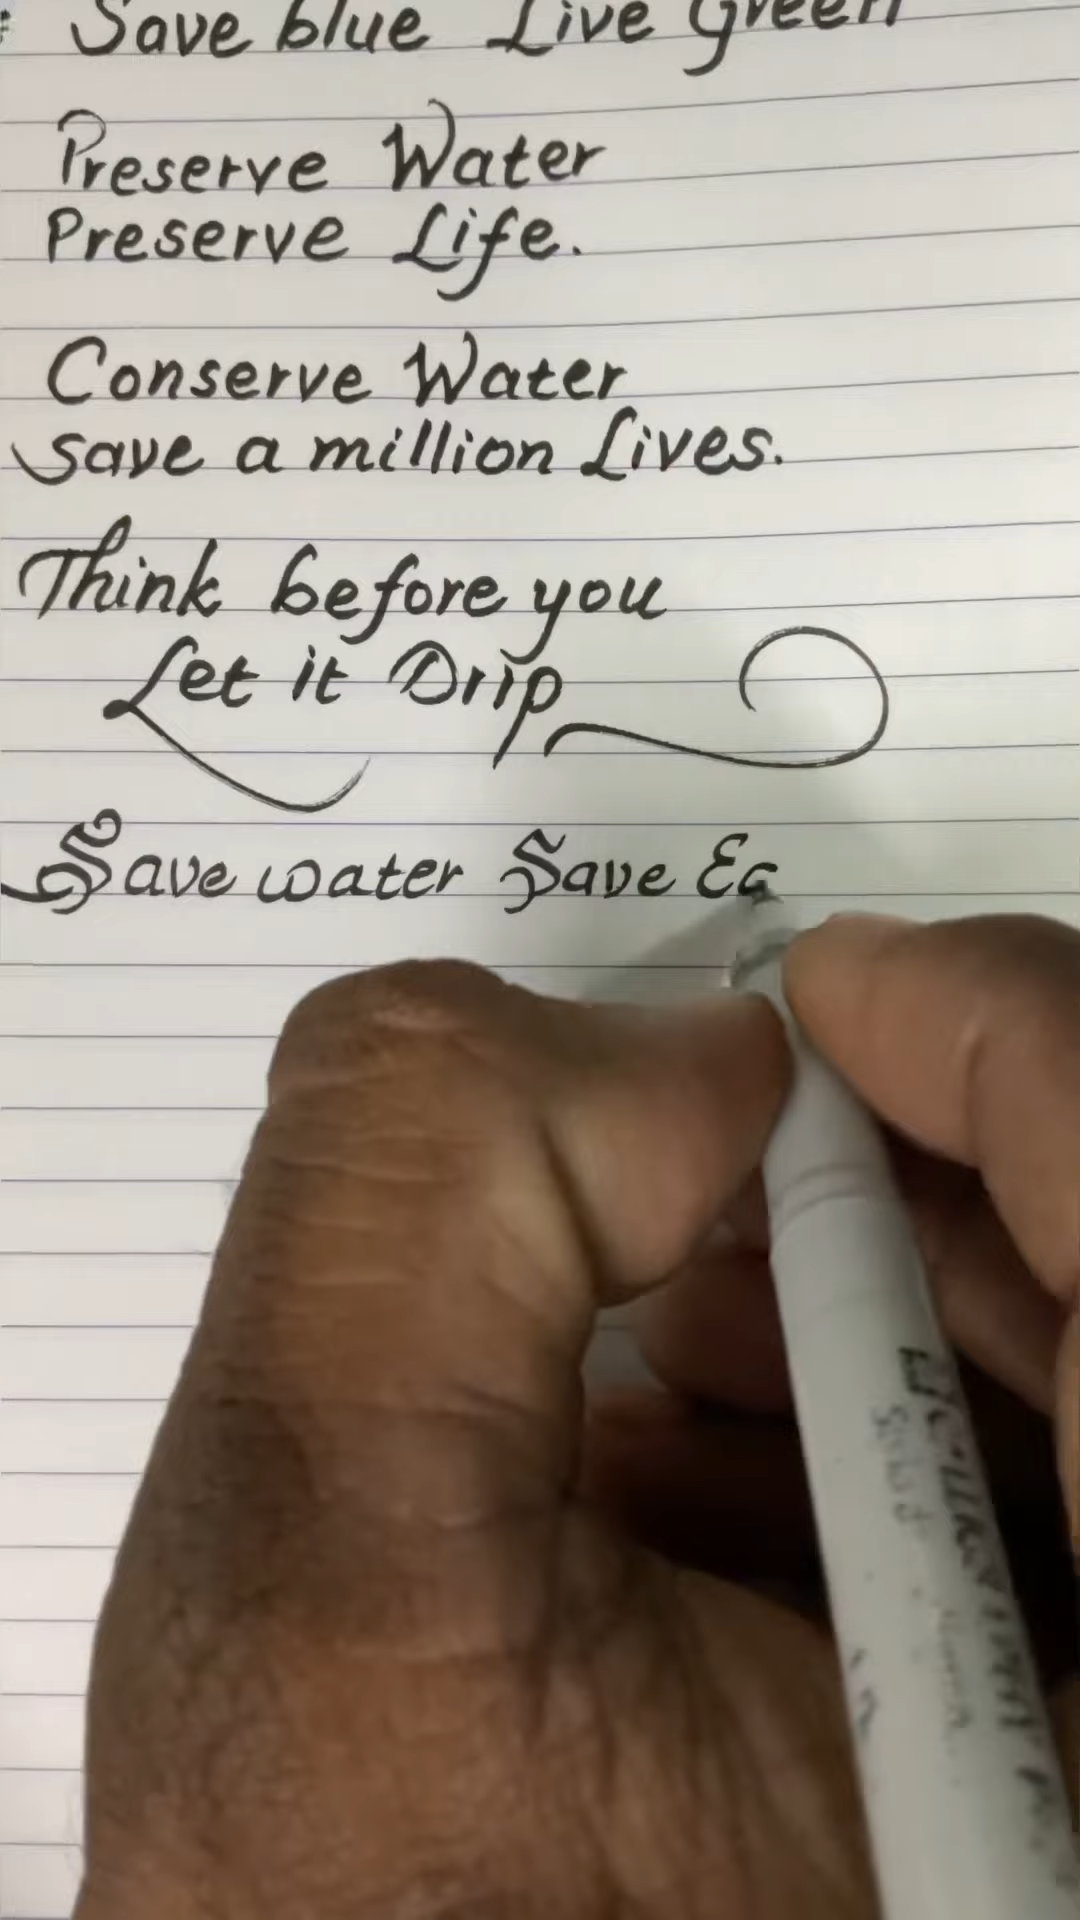 Save blue Live Green
Preserve Water
Preserve Life.
Conserve Water
Save a million Lives.
Think before you
Let it Drip
Save water Save Ea